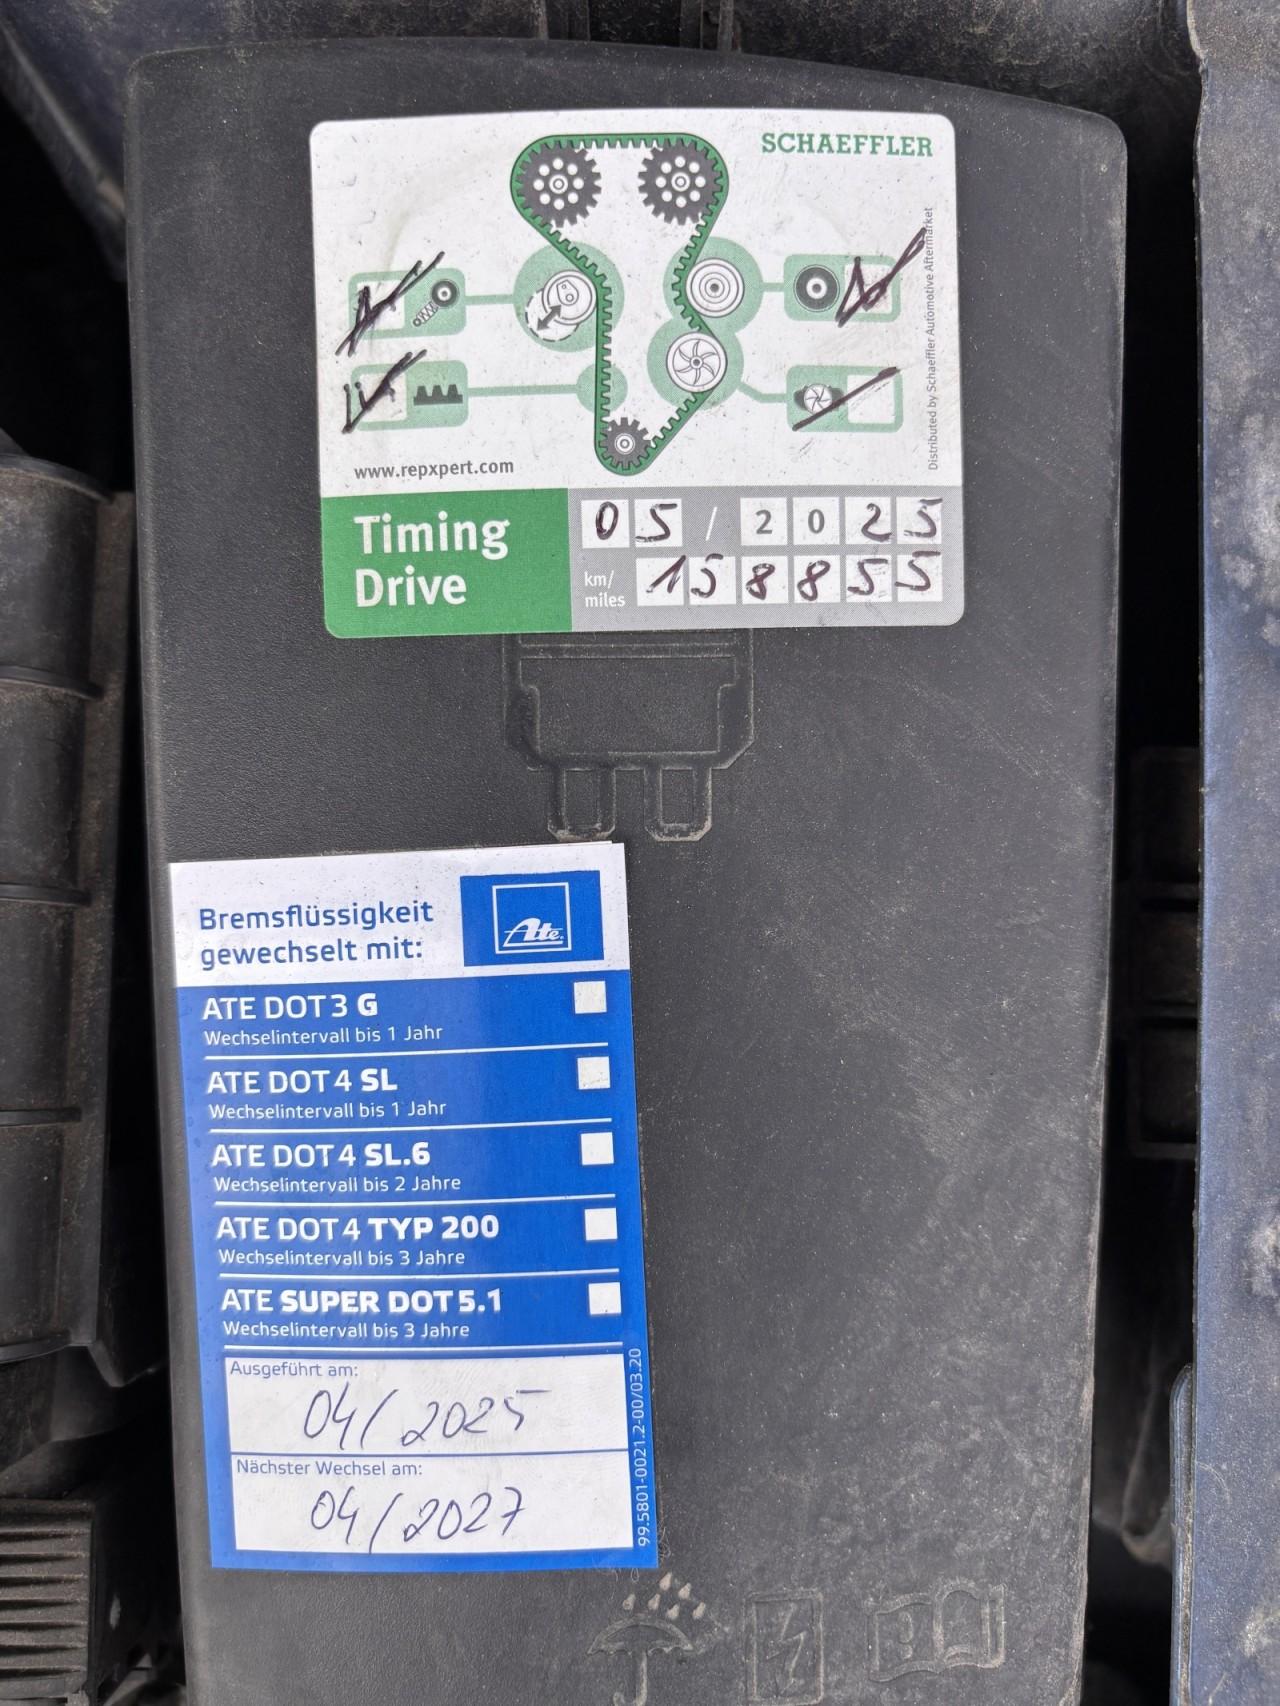 SCHAEFFLER
Distributed by Schaeffler Automotive Aftermarket
www.repxpert.com
Timing
Drive
05 / 2025
km/
miles
158855
Bremsflüssigkeit
gewechselt mit:
Ate
ATE DOT 3 G
Wechselintervall bis 1 Jahr
ATE DOT 4 SL
Wechselintervall bis 1 Jahr
ATE DOT 4 SL.6
Wechselintervall bis 2 Jahre
ATE DOT 4 TYP 200
Wechselintervall bis 3 Jahre
ATE SUPER DOT 5.1
Wechselintervall bis 3 Jahre
Ausgeführt am:
04/2025
Nächster Wechsel am:
04/2027
99.5801-0021.2-00/03.20